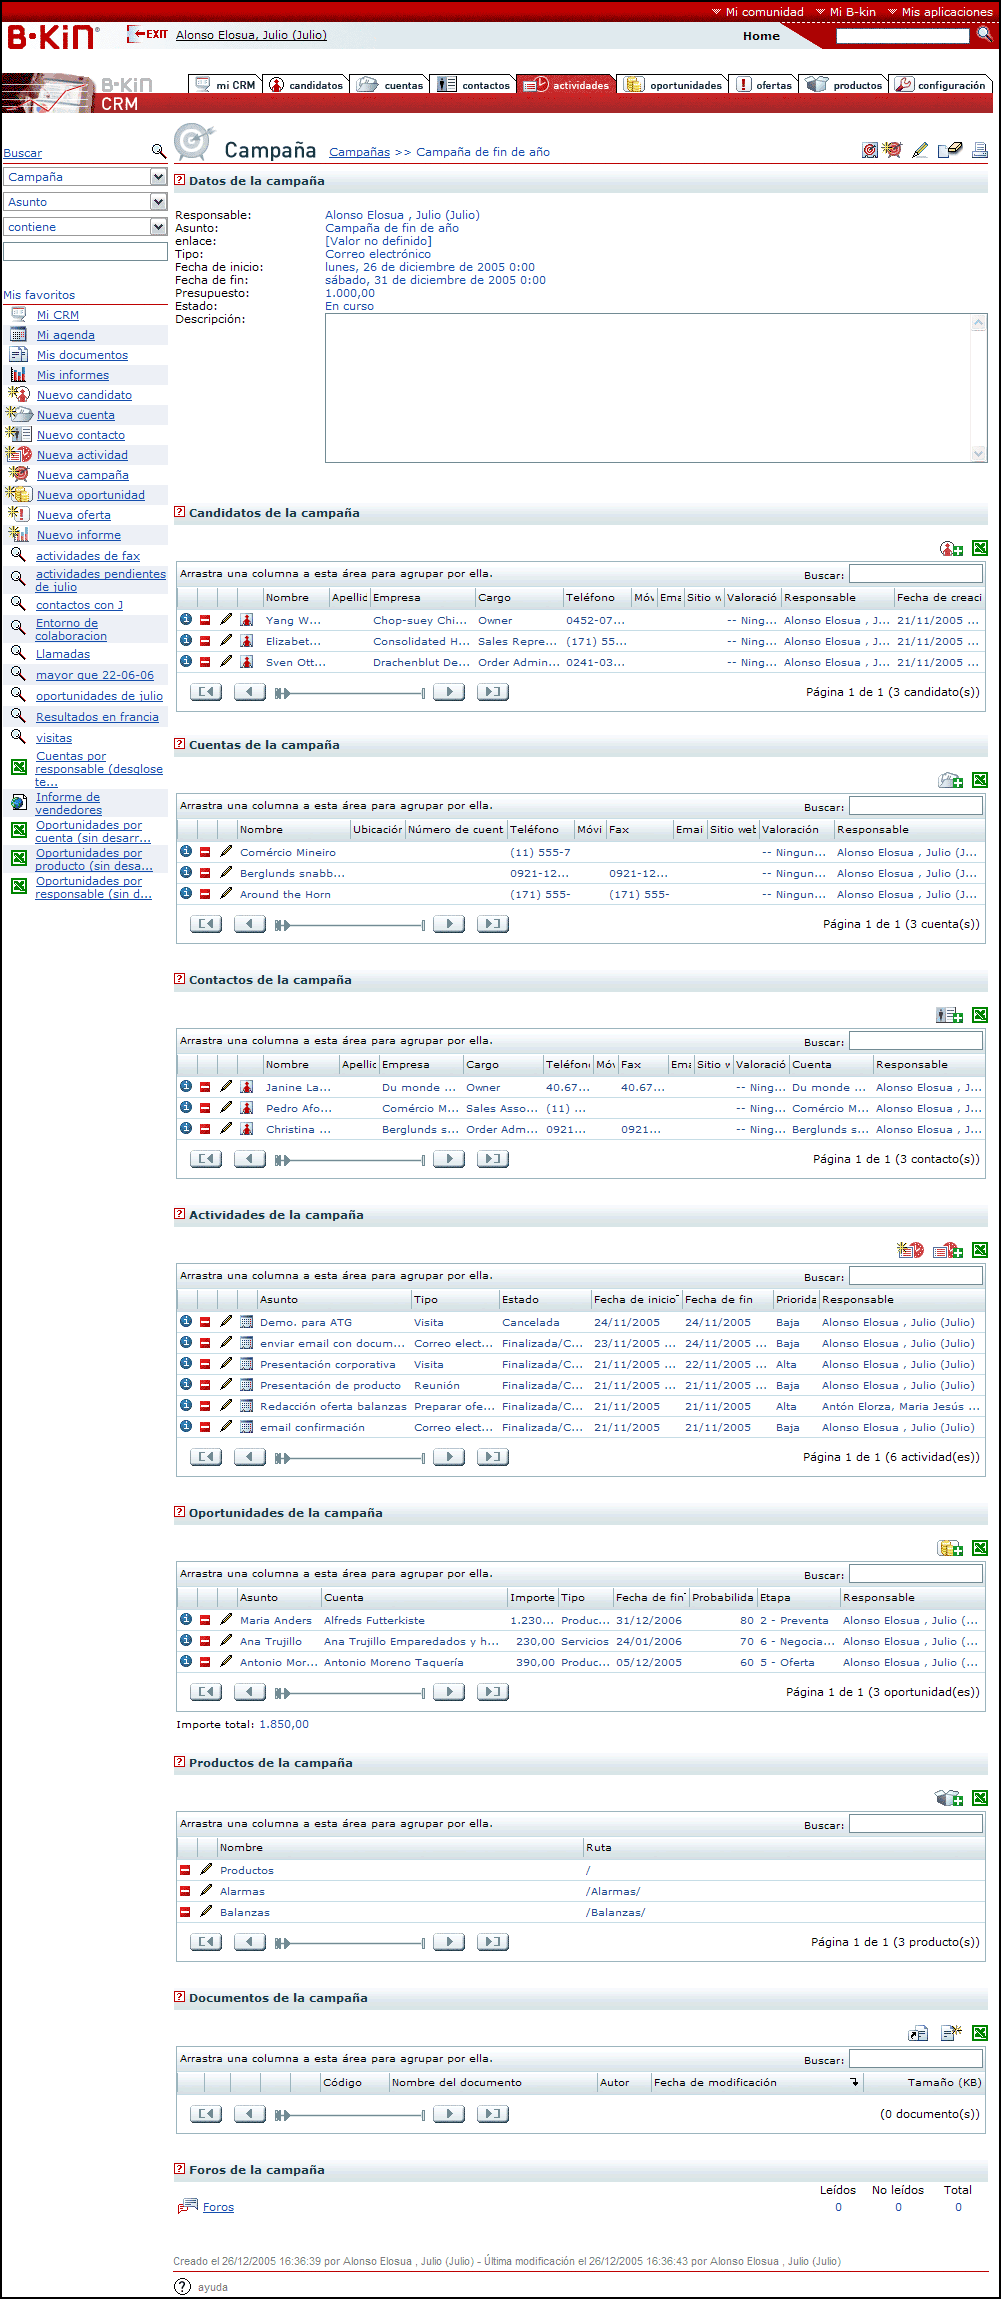 Mi comunidad Mi B-kin Mis aplicaciones
B·KiN EXIT Alonso Elosua, Julio (Julio) Home
B·KiN CRM
mi CRM candidatos cuentas contactos actividades oportunidades ofertas productos configuración
Buscar
Campaña
Asunto
contiene
Mis favoritos
Mi CRM
Mi agenda
Mis documentos
Mis informes
Nuevo candidato
Nueva cuenta
Nuevo contacto
Nueva actividad
Nueva campaña
Nueva oportunidad
Nueva oferta
Nuevo informe
actividades de fax
actividades pendientes
de julio
contactos con J
Entorno de
colaboracion
Llamadas
mayor que 22-06-06
oportunidades de julio
Resultados en francia
visitas
Cuentas por
responsable (desglose
te...
Informe de
vendedores
Oportunidades por
cuenta (sin desarr...
Oportunidades por
producto (sin desa...
Oportunidades por
responsable (sin d...
Campaña Campañas >> Campaña de fin de año
Datos de la campaña
Responsable: Alonso Elosua , Julio (Julio)
Asunto: Campaña de fin de año
enlace: [Valor no definido]
Tipo: Correo electrónico
Fecha de inicio: lunes, 26 de diciembre de 2005 0:00
Fecha de fin: sábado, 31 de diciembre de 2005 0:00
Presupuesto: 1.000,00
Estado: En curso
Descripción:
Candidatos de la campaña
Arrastra una columna a esta área para agrupar por ella. Buscar:
Nombre Apellic Empresa Cargo Teléfono Móv Ema Sitio w Valoració Responsable Fecha de creaci
Yang W... Chop-suey Chi... Owner 0452-07... -- Ning... Alonso Elosua , J... 21/11/2005 ...
Elizabet... Consolidated H... Sales Repre... (171) 55... -- Ning... Alonso Elosua , J... 21/11/2005 ...
Sven Ott... Drachenblut De... Order Admin... 0241-03... -- Ning... Alonso Elosua , J... 21/11/2005 ...
Página 1 de 1 (3 candidato(s))
Cuentas de la campaña
Arrastra una columna a esta área para agrupar por ella. Buscar:
Nombre Ubicación Número de cuent Teléfono Móvi Fax Emai Sitio web Valoración Responsable
Comércio Mineiro (11) 555-7 -- Ningun... Alonso Elosua , Julio (J...
Berglunds snabb... 0921-12... 0921-12... -- Ningun... Alonso Elosua , Julio (J...
Around the Horn (171) 555- (171) 555- -- Ningun... Alonso Elosua , Julio (J...
Página 1 de 1 (3 cuenta(s))
Contactos de la campaña
Arrastra una columna a esta área para agrupar por ella. Buscar:
Nombre Apellic Empresa Cargo Teléfono Móv Fax Ema Sitio w Valoració Cuenta Responsable
Janine La... Du monde ... Owner 40.67... 40.67... -- Ning... Du monde ... Alonso Elosua , J...
Pedro Afo... Comércio M... Sales Asso... (11) ... -- Ning... Comércio M... Alonso Elosua , J...
Christina ... Berglunds s... Order Adm... 0921... 0921... -- Ning... Berglunds s... Alonso Elosua , J...
Página 1 de 1 (3 contacto(s))
Actividades de la campaña
Arrastra una columna a esta área para agrupar por ella. Buscar:
Asunto Tipo Estado Fecha de inicio Fecha de fin Priorida Responsable
Demo. para ATG Visita Cancelada 24/11/2005 24/11/2005 Baja Alonso Elosua , Julio (Julio)
enviar email con docum... Correo elect... Finalizada/C... 23/11/2005 ... 24/11/2005 ... Baja Alonso Elosua , Julio (Julio)
Presentación corporativa Visita Finalizada/C... 21/11/2005 ... 22/11/2005 ... Alta Alonso Elosua , Julio (Julio)
Presentación de producto Reunión Finalizada/C... 21/11/2005 ... 21/11/2005 ... Baja Alonso Elosua , Julio (Julio)
Redacción oferta balanzas Preparar ofe... Finalizada/C... 21/11/2005 21/11/2005 Alta Antón Elorza, Maria Jesús ...
email confirmación Correo elect... Finalizada/C... 21/11/2005 21/11/2005 Baja Alonso Elosua , Julio (Julio)
Página 1 de 1 (6 actividad(es))
Oportunidades de la campaña
Arrastra una columna a esta área para agrupar por ella. Buscar:
Asunto Cuenta Importe Tipo Fecha de fin Probabilida Etapa Responsable
Maria Anders Alfreds Futterkiste 1.230... Produc... 31/12/2006 80 2 - Preventa Alonso Elosua , Julio (...
Ana Trujillo Ana Trujillo Emparedados y h... 230,00 Servicios 24/01/2006 70 6 - Negocia... Alonso Elosua , Julio (...
Antonio Mor... Antonio Moreno Taquería 390,00 Produc... 05/12/2005 60 5 - Oferta Alonso Elosua , Julio (...
Página 1 de 1 (3 oportunidad(es))
Importe total: 1.850,00
Productos de la campaña
Arrastra una columna a esta área para agrupar por ella. Buscar:
Nombre Ruta
Productos /
Alarmas /Alarmas/
Balanzas /Balanzas/
Página 1 de 1 (3 producto(s))
Documentos de la campaña
Arrastra una columna a esta área para agrupar por ella. Buscar:
Código Nombre del documento Autor Fecha de modificación Tamaño (KB)
(0 documento(s))
Foros de la campaña
Leídos No leídos Total
Foros 0 0 0
Creado el 26/12/2005 16:36:39 por Alonso Elosua , Julio (Julio) - Última modificación el 26/12/2005 16:36:43 por Alonso Elosua , Julio (Julio)
ayuda